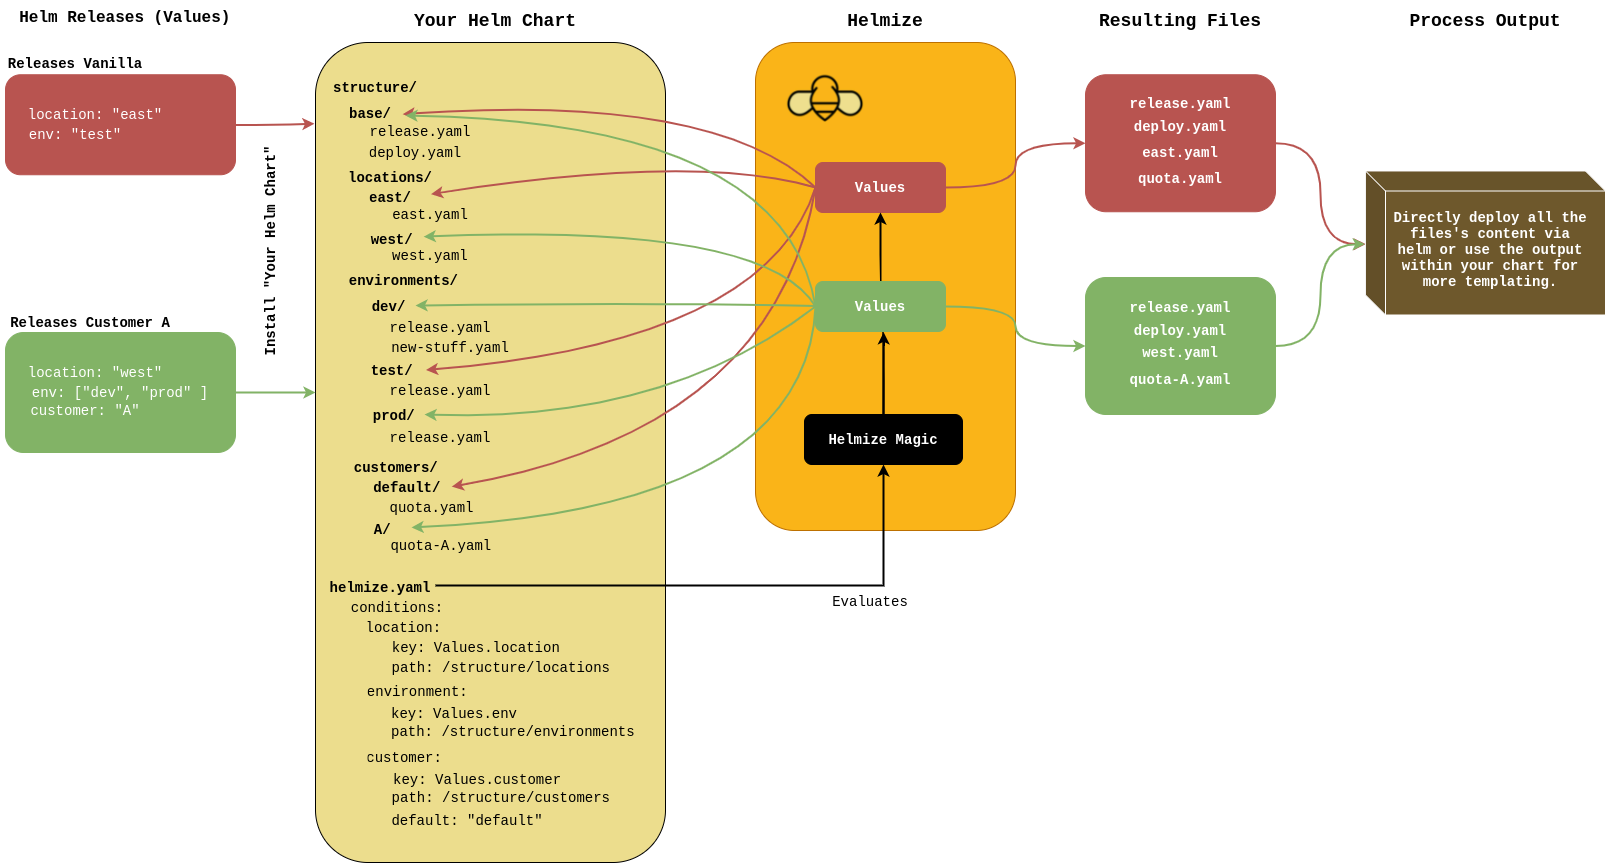 Helm Releases (Values)
Releases Vanilla
location: "east"
env: "test"
Install "Your Helm Chart"
Releases Customer A
location: "west"
env: ["dev", "prod" ]
customer: "A"
Your Helm Chart
structure/
base/
release.yaml
deploy.yaml
locations/
east/
east.yaml
west/
west.yaml
environments/
dev/
release.yaml
new-stuff.yaml
test/
release.yaml
prod/
release.yaml
customers/
default/
quota.yaml
A/
quota-A.yaml
helmize.yaml
conditions:
location:
key: Values.location
path: /structure/locations
environment:
key: Values.env
path: /structure/environments
customer:
key: Values.customer
path: /structure/customers
default: "default"
Helmize
Values
Values
Helmize Magic
Evaluates
Resulting Files
release.yaml
deploy.yaml
east.yaml
quota.yaml
release.yaml
deploy.yaml
west.yaml
quota-A.yaml
Process Output
Directly deploy all the
files's content via
helm or use the output
within your chart for
more templating.